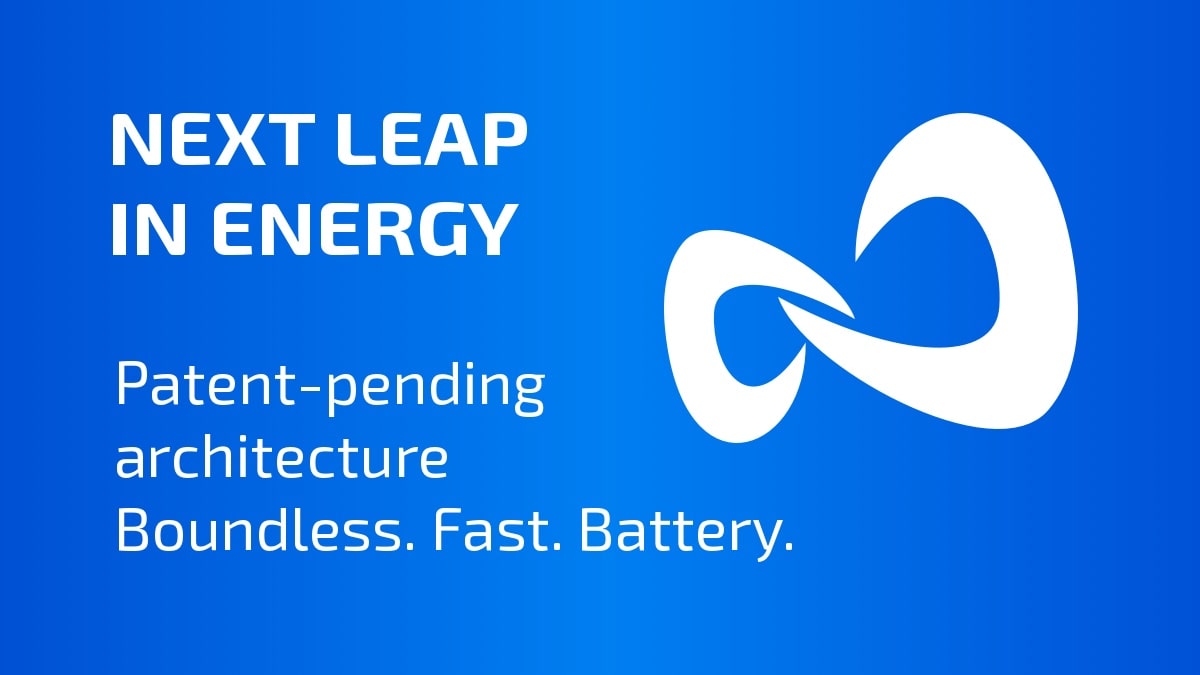 NEXT LEAP
IN ENERGY
Patent-pending
architecture
Boundless. Fast. Battery.